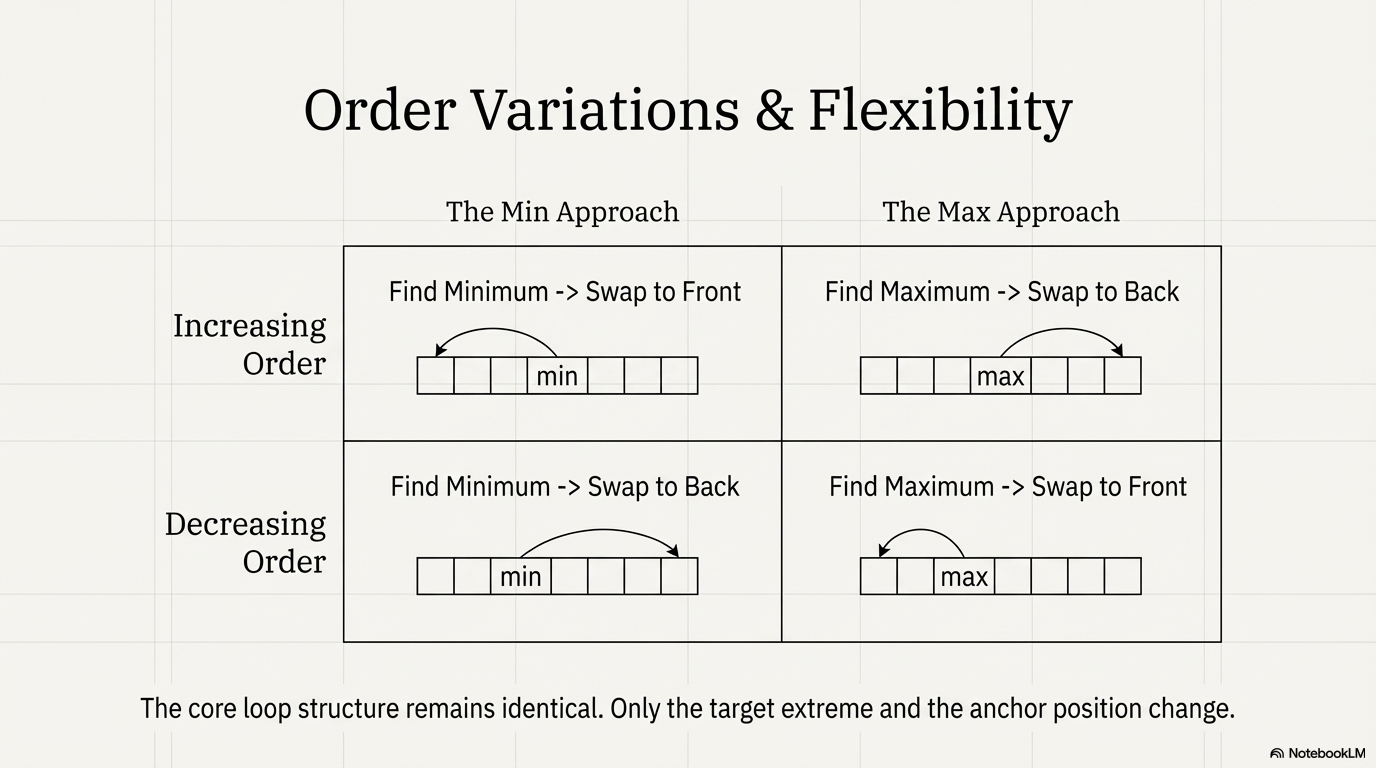 Order Variations & Flexibility
The Min Approach
The Max Approach
Increasing
Order
Find Minimum -> Swap to Front
min
Find Maximum -> Swap to Back
max
Decreasing
Order
Find Minimum -> Swap to Back
min
Find Maximum -> Swap to Front
max
The core loop structure remains identical. Only the target extreme and the anchor position change.
NotebookLM